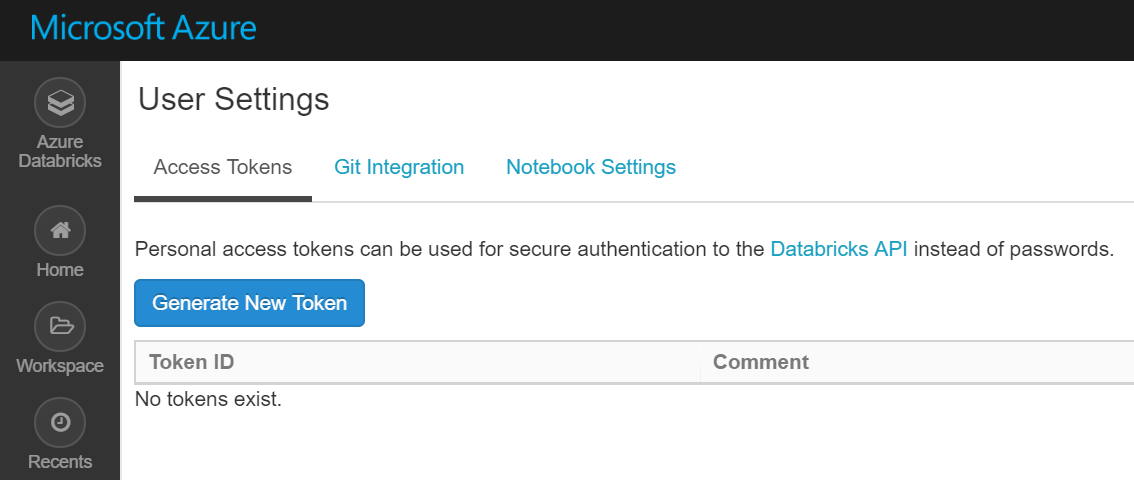 Microsoft Azure
Azure
Databricks
Home
Workspace
Recents
User Settings
Access Tokens Git Integration Notebook Settings
Personal access tokens can be used for secure authentication to the Databricks API instead of passwords.
Generate New Token
Token ID Comment
No tokens exist.